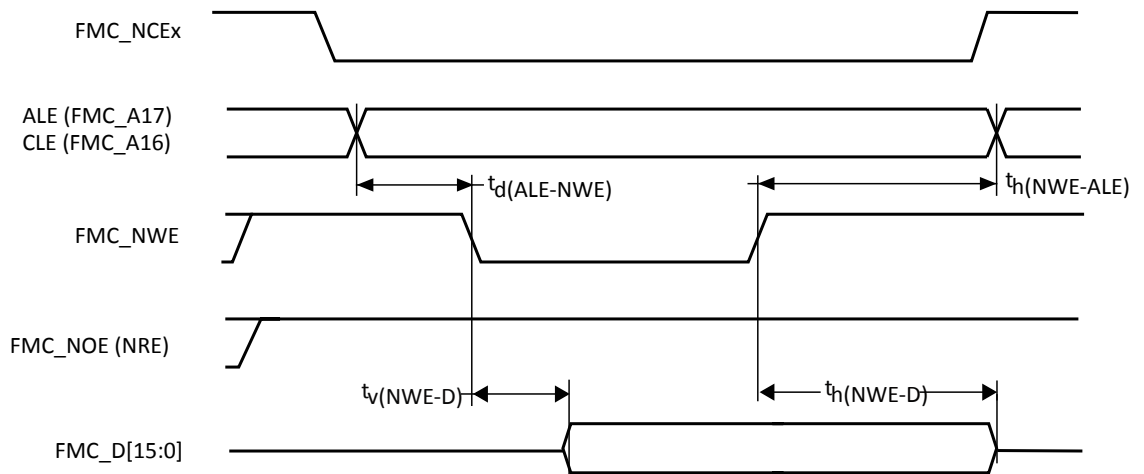 FMC_NCEx
ALE (FMC_A17)
CLE (FMC_A16)
td(ALE-NWE)
th(NWE-ALE)
FMC_NWE
FMC_NOE (NRE)
tv(NWE-D)
th(NWE-D)
FMC_D[15:0]